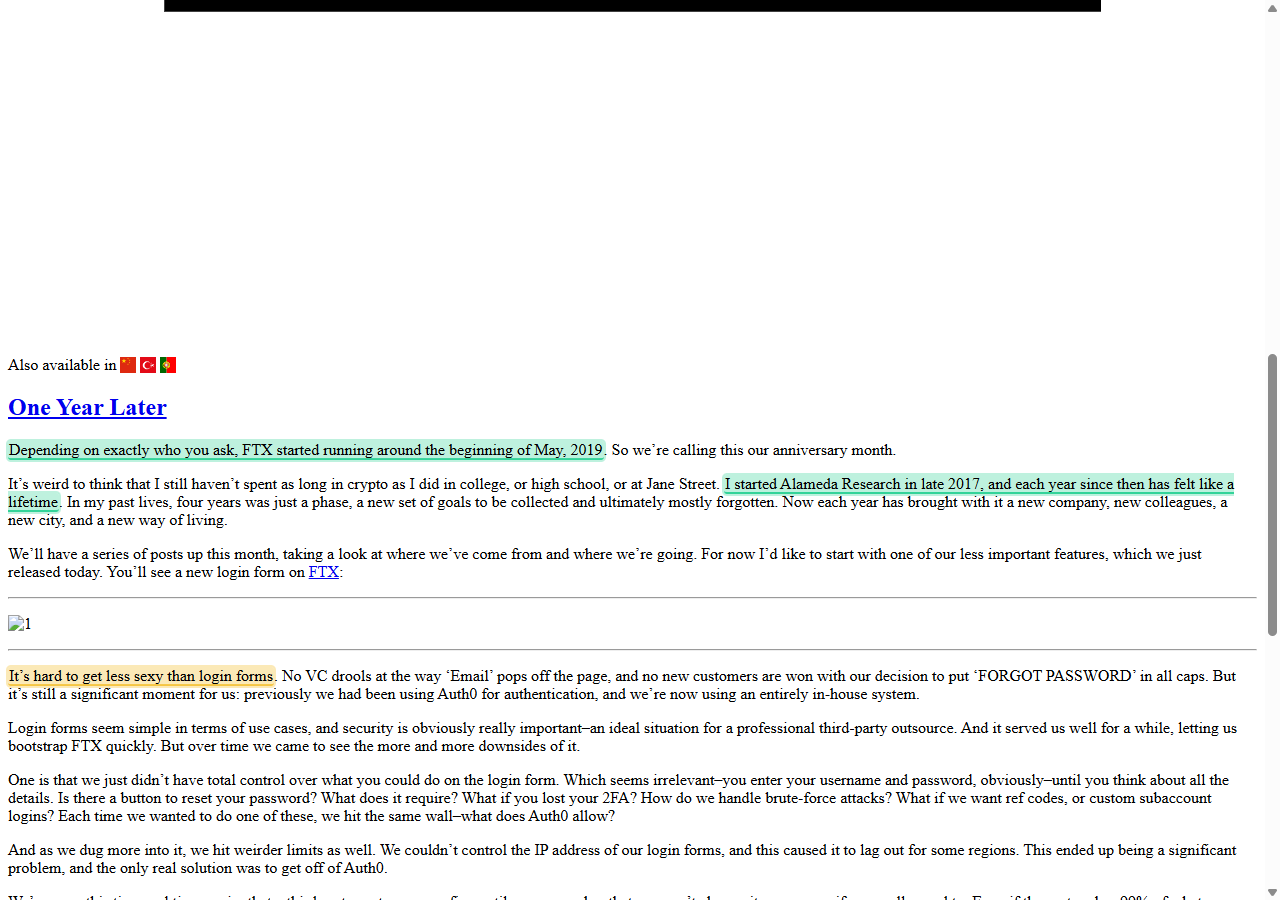 Also available in
One Year Later
Depending on exactly who you ask, FTX started running around the beginning of May, 2019. So we’re calling this our anniversary month.
It’s weird to think that I still haven’t spent as long in crypto as I did in college, or high school, or at Jane Street. I started Alameda Research in late 2017, and each year since then has felt like a
lifetime. In my past lives, four years was just a phase, a new set of goals to be collected and ultimately mostly forgotten. Now each year has brought with it a new company, new colleagues, a
new city, and a new way of living.
We’ll have a series of posts up this month, taking a look at where we’ve come from and where we’re going. For now I’d like to start with one of our less important features, which we just
released today. You’ll see a new login form on FTX:
1
It’s hard to get less sexy than login forms. No VC drools at the way ‘Email’ pops off the page, and no new customers are won with our decision to put ‘FORGOT PASSWORD’ in all caps. But
it’s still a significant moment for us: previously we had been using Auth0 for authentication, and we’re now using an entirely in-house system.
Login forms seem simple in terms of use cases, and security is obviously really important–an ideal situation for a professional third-party outsource. And it served us well for a while, letting us
bootstrap FTX quickly. But over time we came to see the more and more downsides of it.
One is that we just didn’t have total control over what you could do on the login form. Which seems irrelevant–you enter your username and password, obviously–until you think about all the
details. Is there a button to reset your password? What does it require? What if you lost your 2FA? How do we handle brute-force attacks? What if we want ref codes, or custom subaccount
logins? Each time we wanted to do one of these, we hit the same wall–what does Auth0 allow?
And as we dug more into it, we hit weirder limits as well. We couldn’t control the IP address of our login forms, and this caused it to lag out for some regions. This ended up being a significant
problem, and the only real solution was to get off of Auth0.